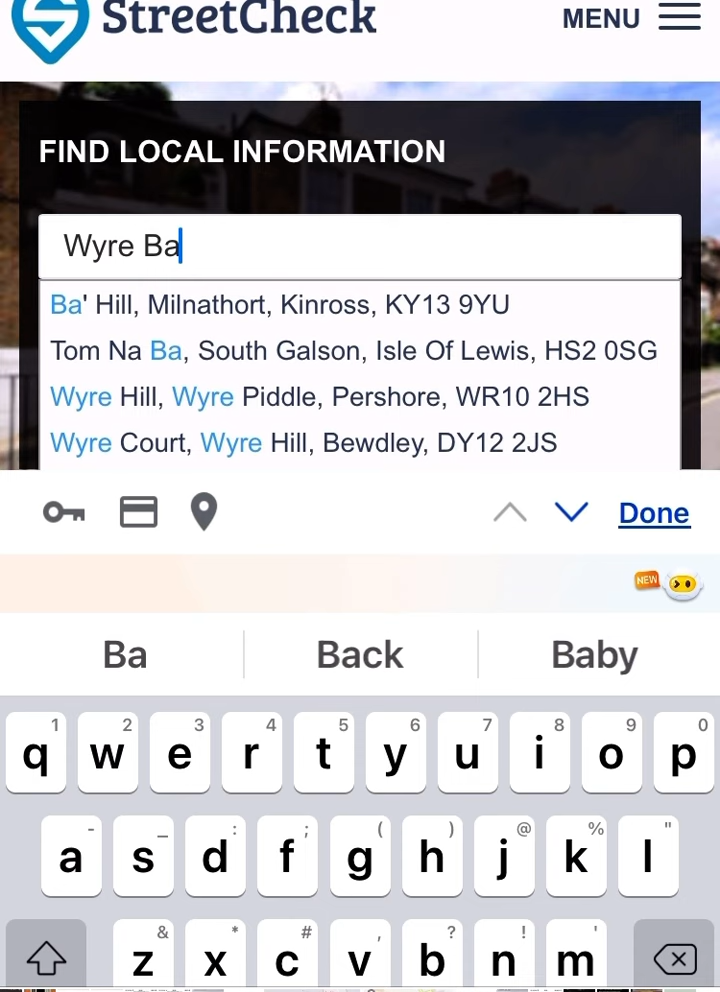 StreetCheck
MENU
FIND LOCAL INFORMATION
Wyre Ba
Ba' Hill, Milnathort, Kinross, KY13 9YU
Tom Na Ba, South Galson, Isle Of Lewis, HS2 0SG
Wyre Hill, Wyre Piddle, Pershore, WR10 2HS
Wyre Court, Wyre Hill, Bewdley, DY12 2JS
Done
NEW
Ba Back Baby
1 2 3 4 5 6 7 8 9 0
q w e r t y u i o p
- _ : ; ( ) @ % "
a s d f g h j k l
& * # , ? ! '
z x c v b n m